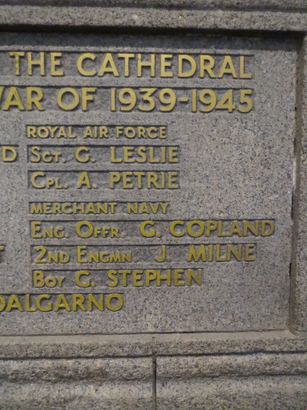 THE CATHEDRAL
WAR OF 1939-1945
ROYAL AIR FORCE
D SGT. G. LESLIE
CPL. A. PETRIE
MERCHANT NAVY
ENG. OFFR. G. COPLAND
2ND ENGMN J. MILNE
BOY G. STEPHEN
DALGARNO